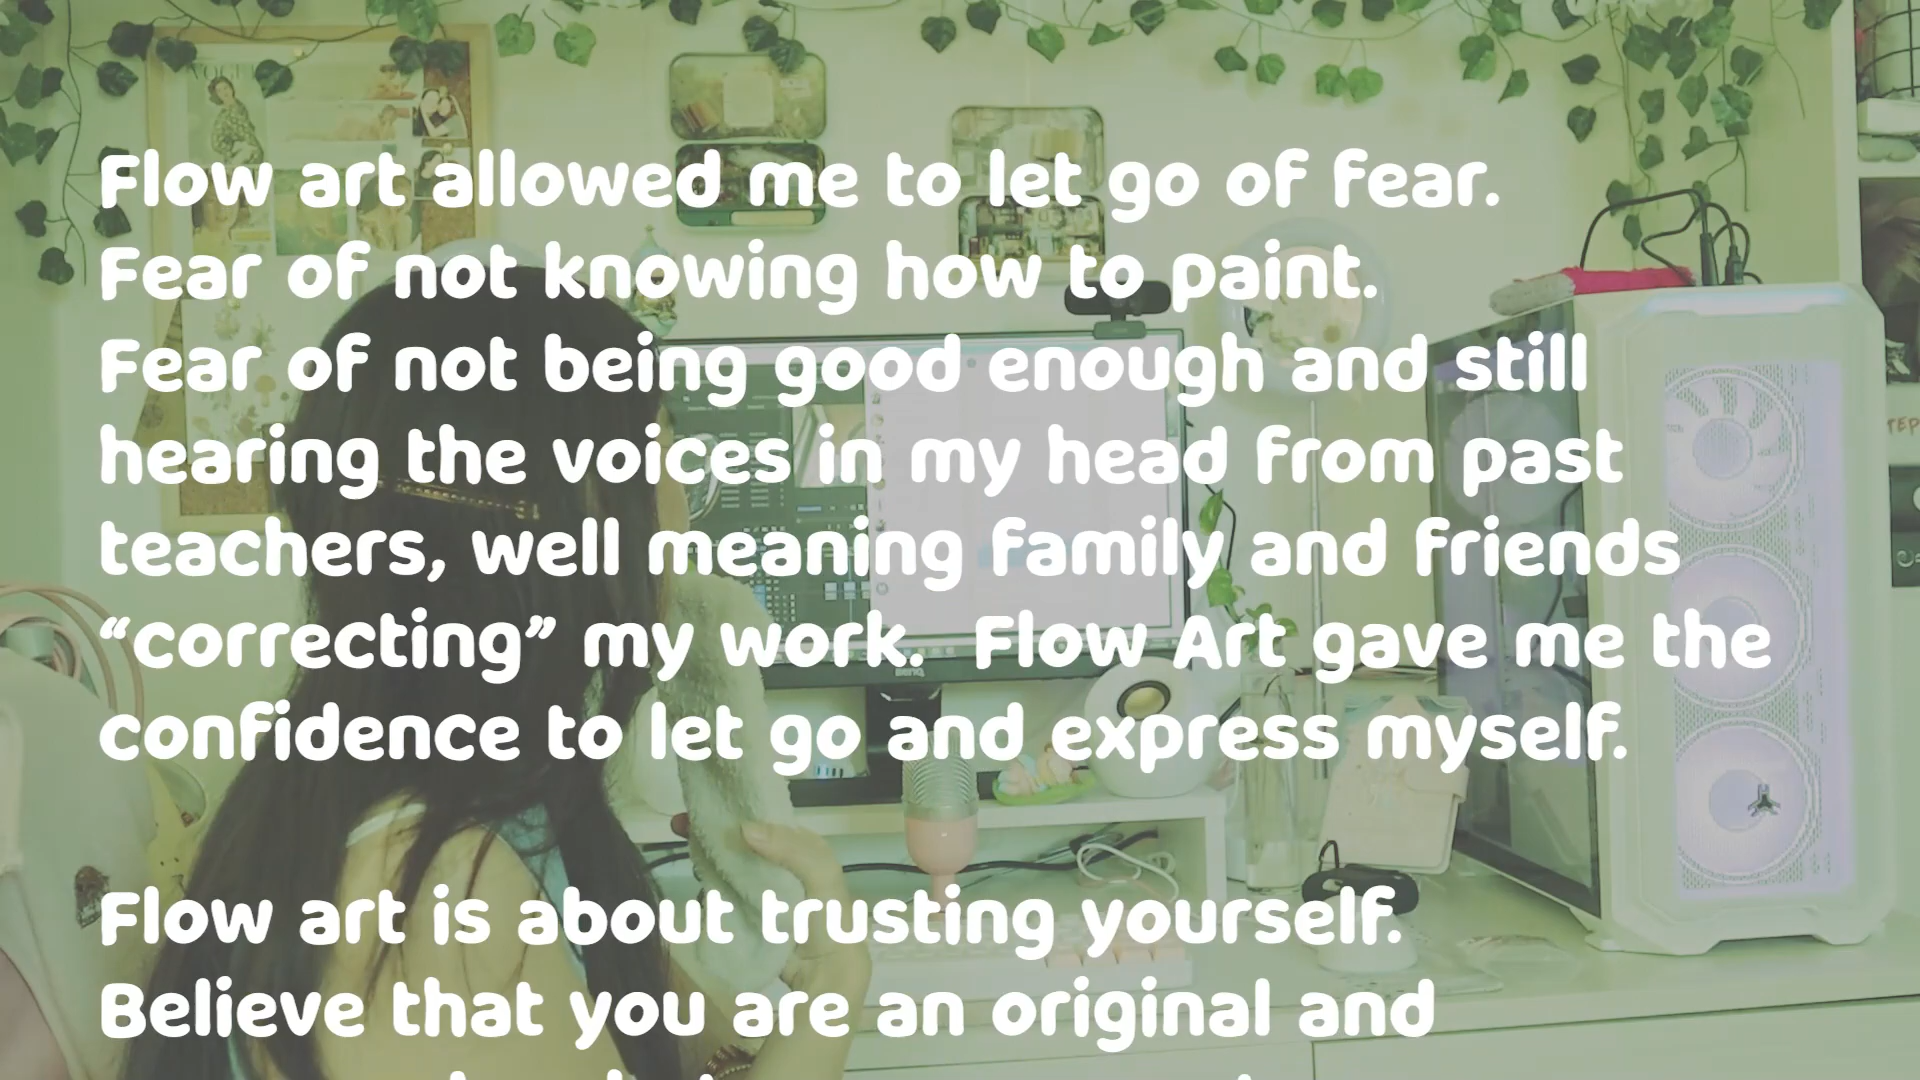 VOGUE
Flow art allowed me to let go of fear.
Fear of not knowing how to paint.
Fear of not being good enough and still
hearing the voices in my head from past
teachers, well meaning family and friends
“correcting” my work.  Flow Art gave me the
confidence to let go and express myself.
Flow art is about trusting yourself.
Believe that you are an original and